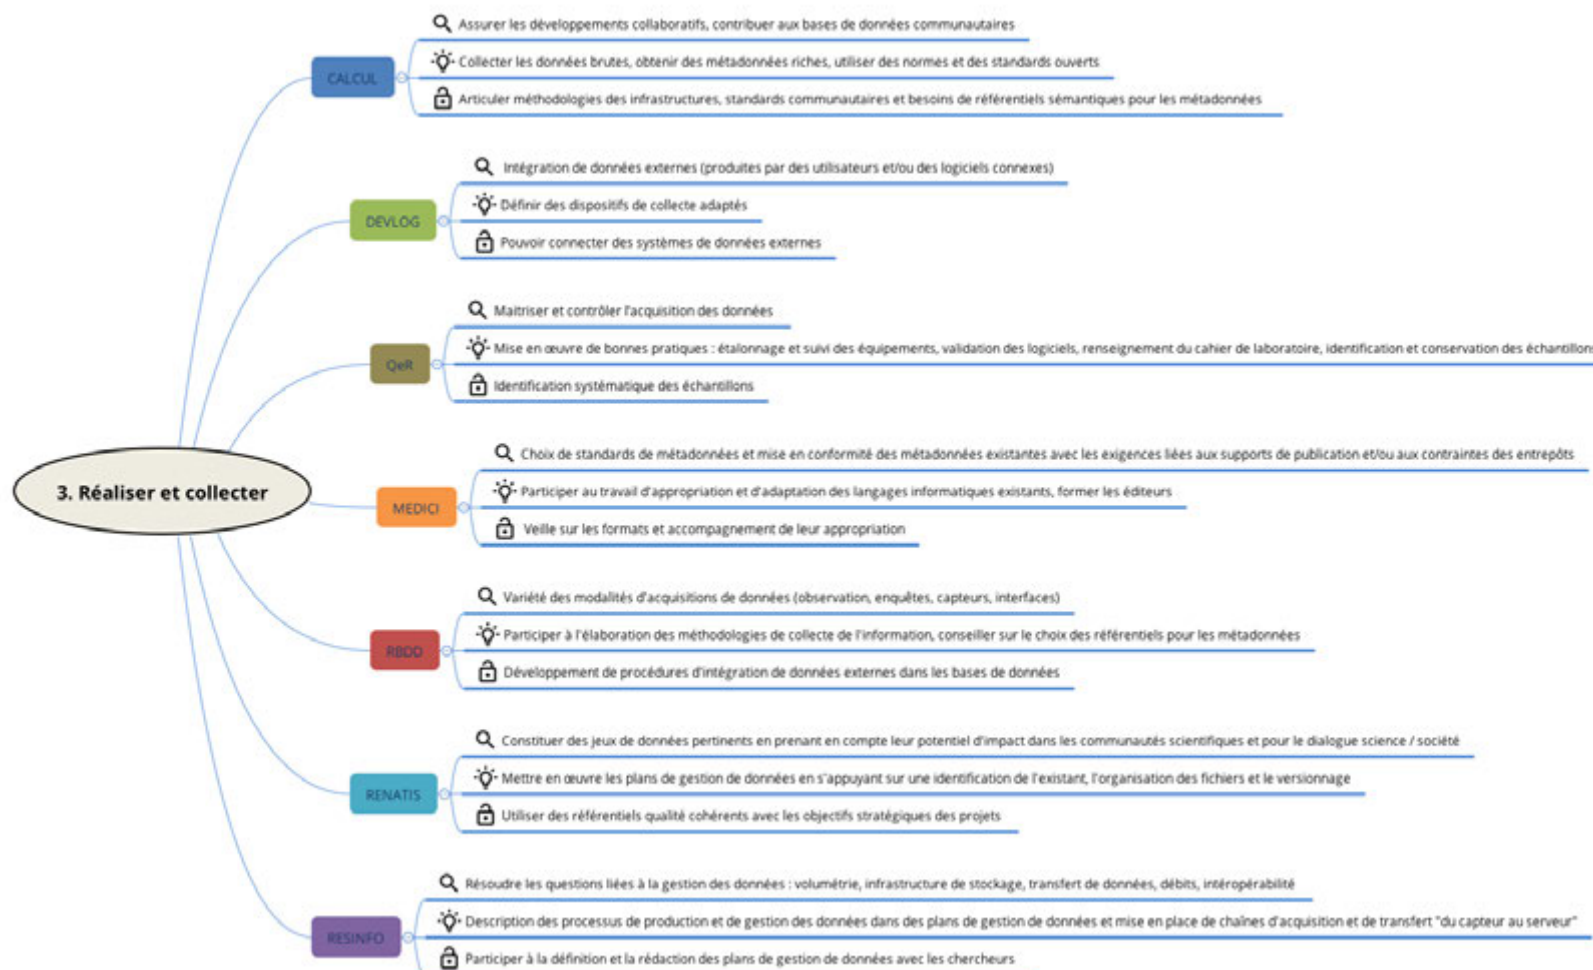 CALCUL
Assurer les développements collaboratifs, contribuer aux bases de données communautaires
Collecter les données brutes, obtenir des métadonnées riches, utiliser des normes et des standards ouverts
Articuler méthodologies des infrastructures, standards communautaires et besoins de référentiels sémantiques pour les métadonnées
DEVLOG
Intégration de données externes (produites par des utilisateurs et/ou des logiciels connexes)
Définir des dispositifs de collecte adaptés
Pouvoir connecter des systèmes de données externes
QeR
Maitriser et contrôler l'acquisition des données
Mise en œuvre de bonnes pratiques : étalonnage et suivi des équipements, validation des logiciels, renseignement du cahier de laboratoire, identification et conservation des échantillons
Identification systématique des échantillons
3. Réaliser et collecter
MEDICI
Choix de standards de métadonnées et mise en conformité des métadonnées existantes avec les exigences liées aux supports de publication et/ou aux contraintes des entrepôts
Participer au travail d'appropriation et d'adaptation des langages informatiques existants, former les éditeurs
Veille sur les formats et accompagnement de leur appropriation
RBDD
Variété des modalités d'acquisitions de données (observation, enquêtes, capteurs, interfaces)
Participer à l'élaboration des méthodologies de collecte de l'information, conseiller sur le choix des référentiels pour les métadonnées
Développement de procédures d'intégration de données externes dans les bases de données
RENATIS
Constituer des jeux de données pertinents en prenant en compte leur potentiel d'impact dans les communautés scientifiques et pour le dialogue science / société
Mettre en œuvre les plans de gestion de données en s'appuyant sur une identification de l'existant, l'organisation des fichiers et le versionnage
Utiliser des référentiels qualité cohérents avec les objectifs stratégiques des projets
RESINFO
Résoudre les questions liées à la gestion des données : volumétrie, infrastructure de stockage, transfert de données, débits, intéropérabilité
Description des processus de production et de gestion des données dans des plans de gestion de données et mise en place de chaînes d'acquisition et de transfert "du capteur au serveur"
Participer à la définition et la rédaction des plans de gestion de données avec les chercheurs